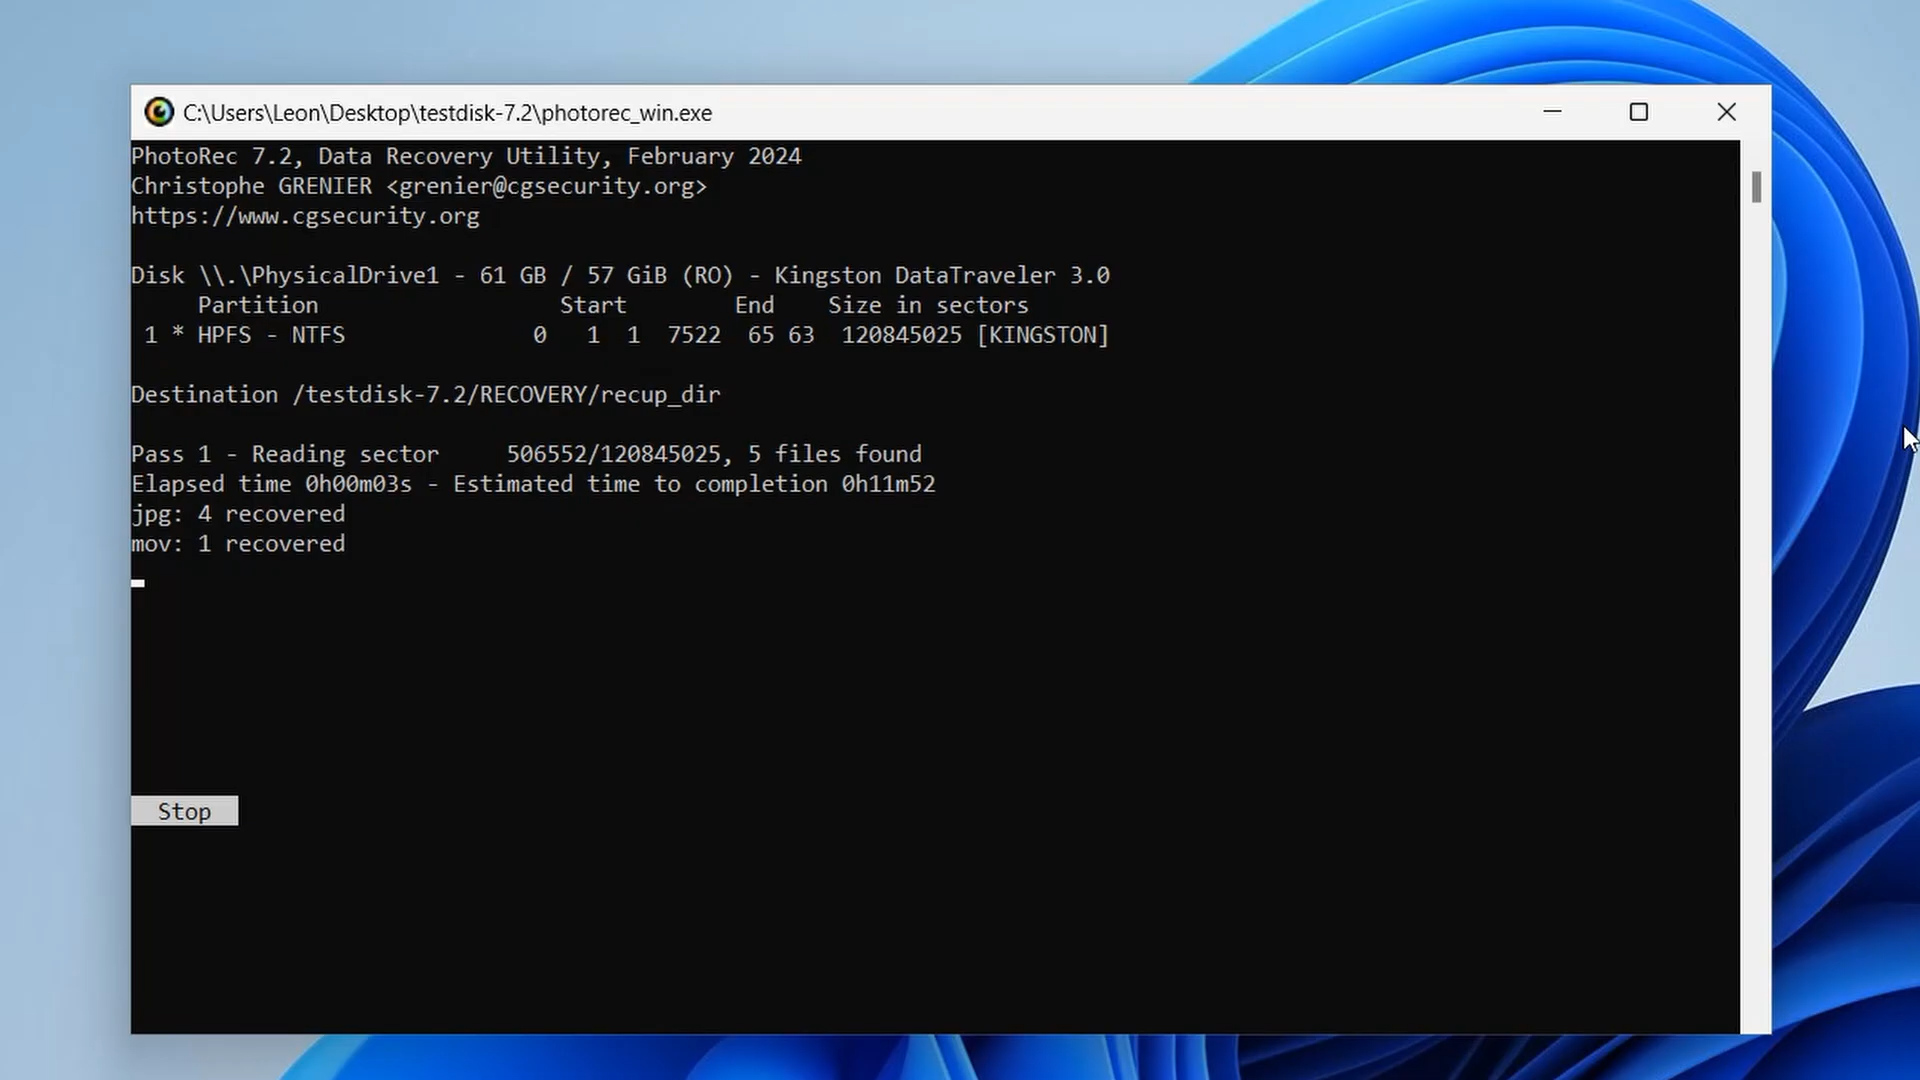 C:\Users\Leon\Desktop\testdisk-7.2\photorec_win.exe
PhotoRec 7.2, Data Recovery Utility, February 2024
Christophe GRENIER <grenier@cgsecurity.org>
https://www.cgsecurity.org
Disk \\.\PhysicalDrive1 - 61 GB / 57 GiB (RO) - Kingston DataTraveler 3.0
Partition Start End Size in sectors
1 * HPFS - NTFS 0 1 1 7522 65 63 120845025 [KINGSTON]
Destination /testdisk-7.2/RECOVERY/recup_dir
Pass 1 - Reading sector 506552/120845025, 5 files found
Elapsed time 0h00m03s - Estimated time to completion 0h11m52
jpg: 4 recovered
mov: 1 recovered
Stop